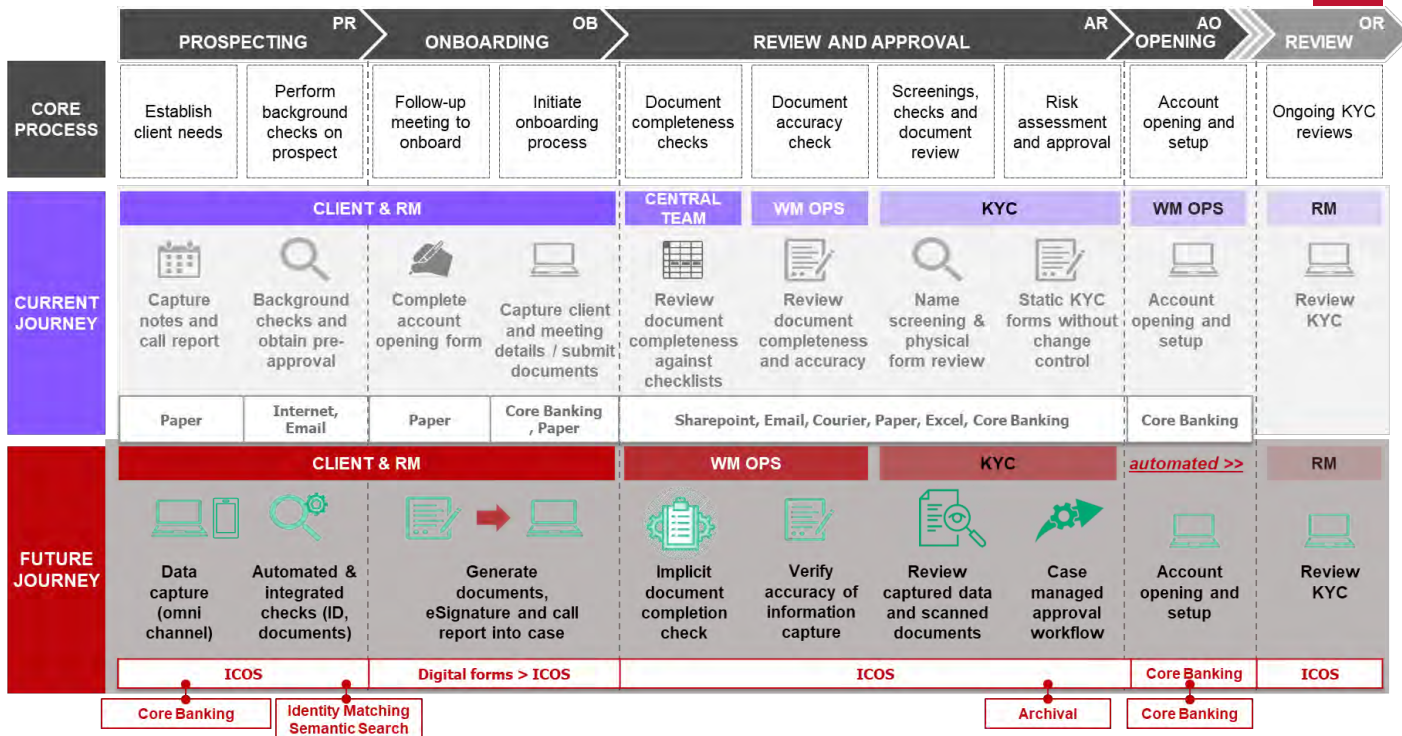 PR
PROSPECTING
OB
ONBOARDING
AR
REVIEW AND APPROVAL
AO
OPENING
OR
REVIEW
CORE
PROCESS
Establish
client needs
Perform
background
checks on
prospect
Follow-up
meeting to
onboard
Initiate
onboarding
process
Document
completeness
checks
Document
accuracy
check
Screenings,
checks and
document
review
Risk
assessment
and approval
Account
opening and
setup
Ongoing KYC
reviews
CURRENT
JOURNEY
CLIENT & RM
CENTRAL
TEAM
WM OPS
KYC
WM OPS
RM
Capture
notes and
call report
Background
checks and
obtain pre-
approval
Complete
account
opening form
Capture client
and meeting
details / submit
documents
Review
document
completeness
against
checklists
Review
document
completeness
and accuracy
Name
screening &
physical
form review
Static KYC
forms without
change
control
Account
opening and
setup
Review
KYC
Paper
Internet,
Email
Paper
Core Banking
, Paper
Sharepoint, Email, Courier, Paper, Excel, Core Banking
Core Banking
FUTURE
JOURNEY
CLIENT & RM
WM OPS
KYC
automated >>
RM
Data
capture
(omni
channel)
Automated &
integrated
checks (ID,
documents)
Generate
documents,
eSignature and call
report into case
Implicit
document
completion
check
Verify
accuracy of
information
capture
Review
captured data
and scanned
documents
Case
managed
approval
workflow
Account
opening and
setup
Review
KYC
ICOS
Digital forms > ICOS
ICOS
Core Banking
ICOS
Core Banking
Identity Matching
Semantic Search
Archival
Core Banking